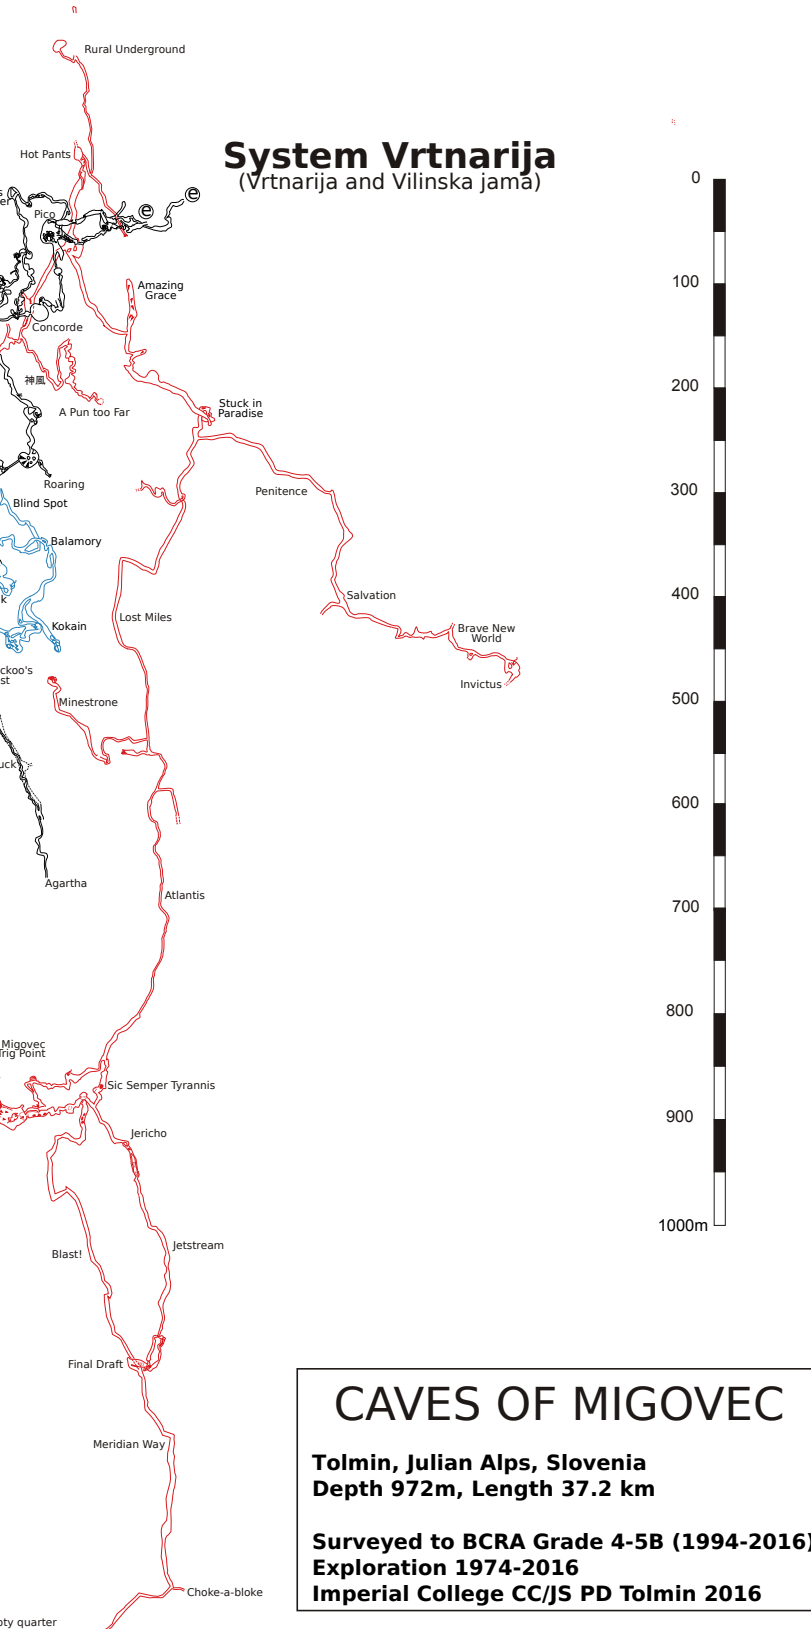 Rural Underground
System Vrtnarija
(Vrtnarija and Vilinska jama)
Hot Pants
0
e
e
Pico
Amazing
Grace
100
Concorde
神風
200
A Pun too Far
Stuck in
Paradise
Roaring
Penitence
300
Blind Spot
Balamory
Salvation
400
Kokain
Lost Miles
Brave New
World
Invictus
Minestrone
500
600
Agartha
Atlantis
700
800
Migovec
Trig Point
Sic Semper Tyrannis
900
Jericho
1000m
Jetstream
Blast!
Final Draft
CAVES OF MIGOVEC
Meridian Way
Tolmin, Julian Alps, Slovenia
Depth 972m, Length 37.2 km
Surveyed to BCRA Grade 4-5B (1994-2016)
Exploration 1974-2016
Imperial College CC/JS PD Tolmin 2016
Choke-a-bloke
quarter